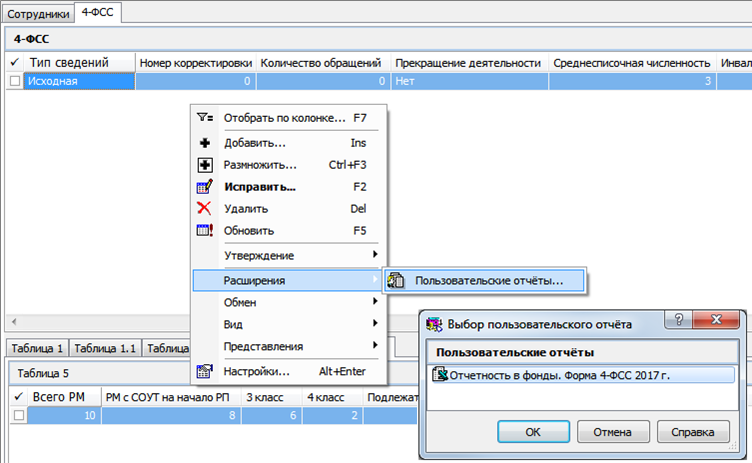 Сотрудники 4-ФСС
4-ФСС
✓ Тип сведений Номер корректировки Количество обращений Прекращение деятельности Среднесписочная численность Инвал
Исходная 0 0 Нет 3
Отобрать по колонке... F7
Добавить... Ins
Размножить... Ctrl+F3
Исправить... F2
Удалить Del
Обновить F5
Утверждение
Расширения
Пользовательские отчёты...
Обмен
Вид
Представления
Настройки... Alt+Enter
Выбор пользовательского отчёта
Пользовательские отчёты
Отчетность в фонды. Форма 4-ФСС 2017 г.
ОК Отмена Справка
Таблица 1 Таблица 1.1 Таблица
Таблица 5
✓ Всего РМ РМ с СОУТ на начало РП 3 класс 4 класс Подлежат
10 8 6 2